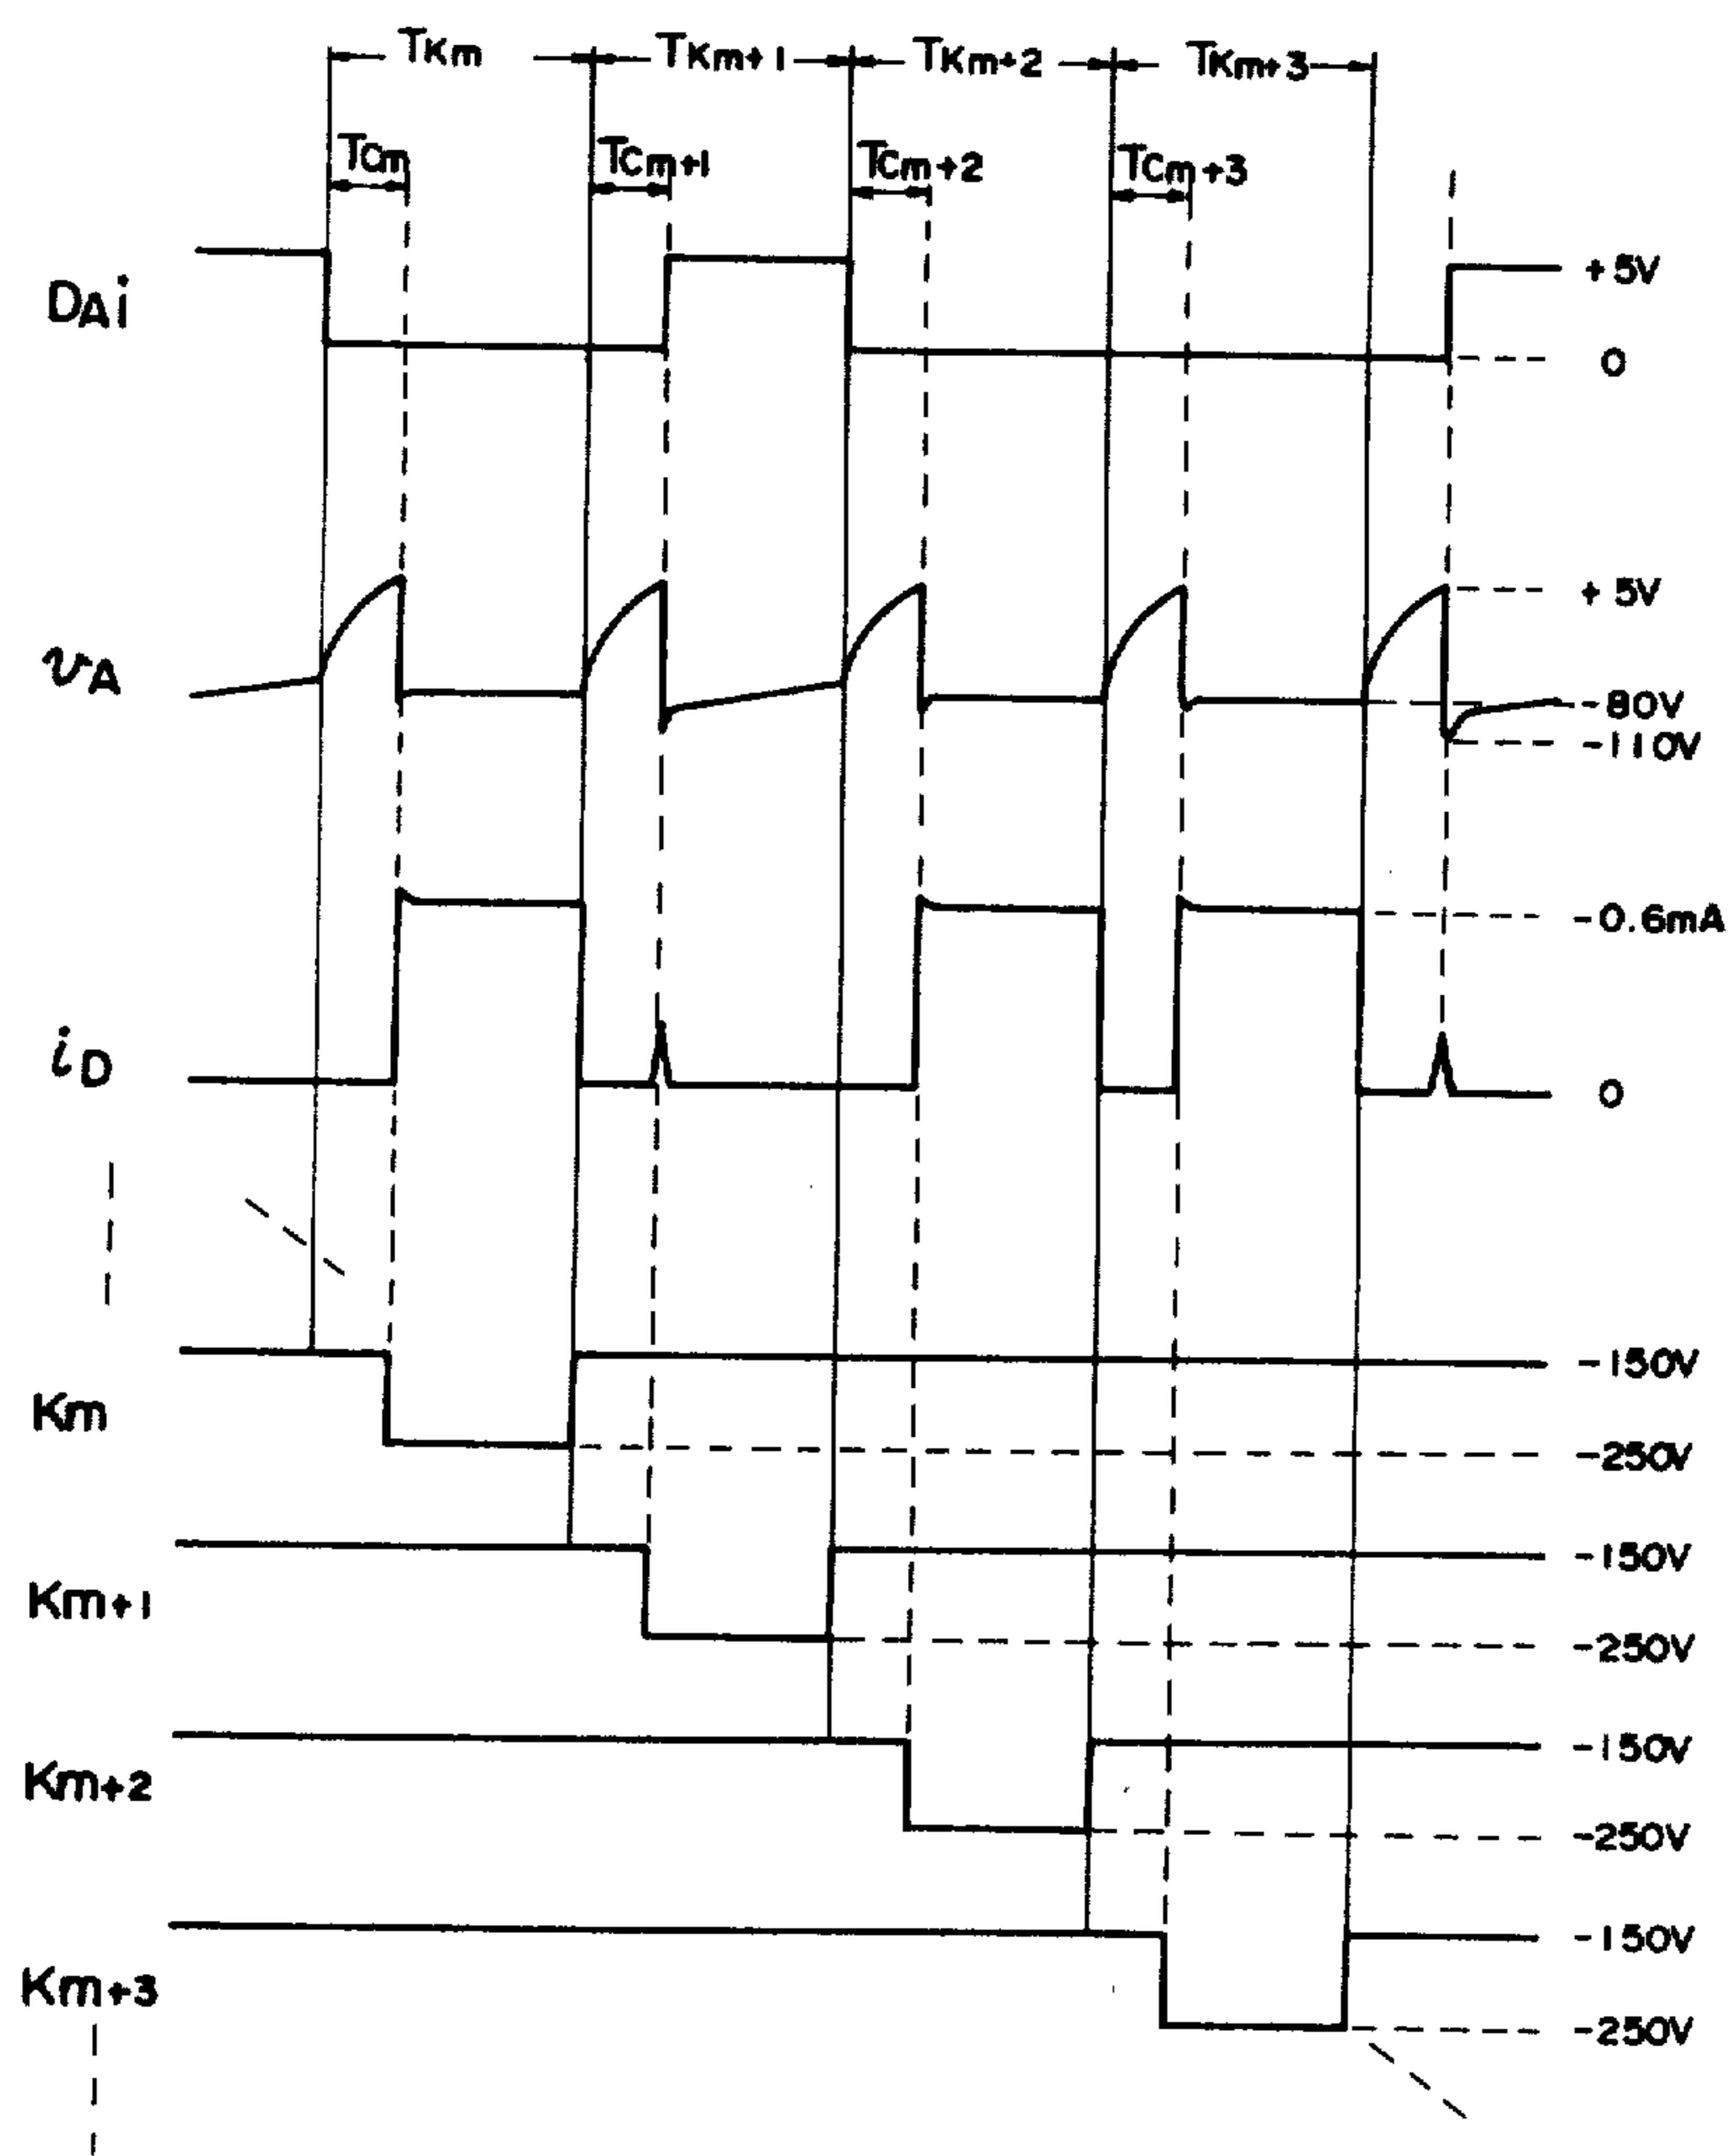 TKm TKm+1 TKm+2 TKm+3
TCm TCm+1 TCm+2 TCm+3
DAi +5V
0
vA +5V
-80V
-110V
-0.6mA
iD 0
Km -150V
-250V
Km+1 -150V
-250V
Km+2 -150V
-250V
Km+3 -150V
-250V